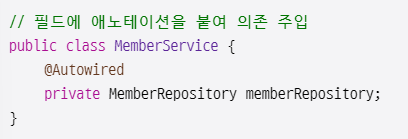 // 필드에 애노테이션을 붙여 의존 주입
public class MemberService {
    @Autowired
    private MemberRepository memberRepository;
}